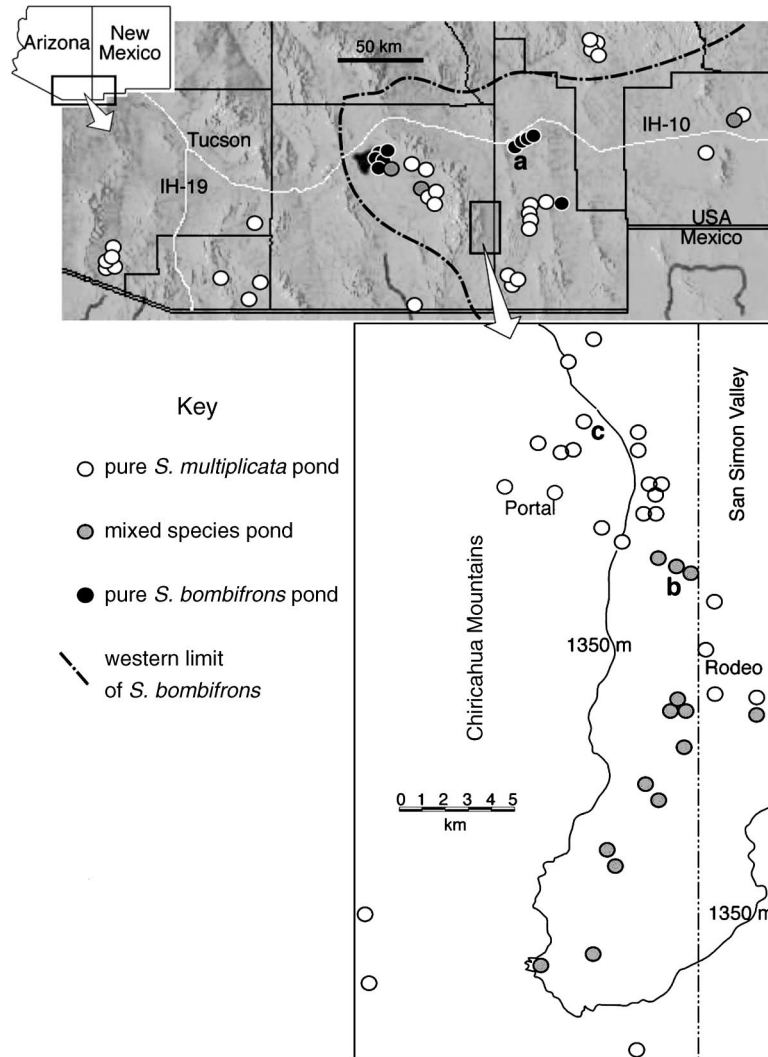 Arizona
New
Mexico
50 km
Tucson
IH-19
a
IH-10
USA
Mexico
Key
pure S. multiplicata pond
mixed species pond
pure S. bombifrons pond
western limit
of S. bombifrons
San Simon Valley
c
Portal
b
Chiricahua Mountains
1350 m
Rodeo
0 1 2 3 4 5
km
1350 m